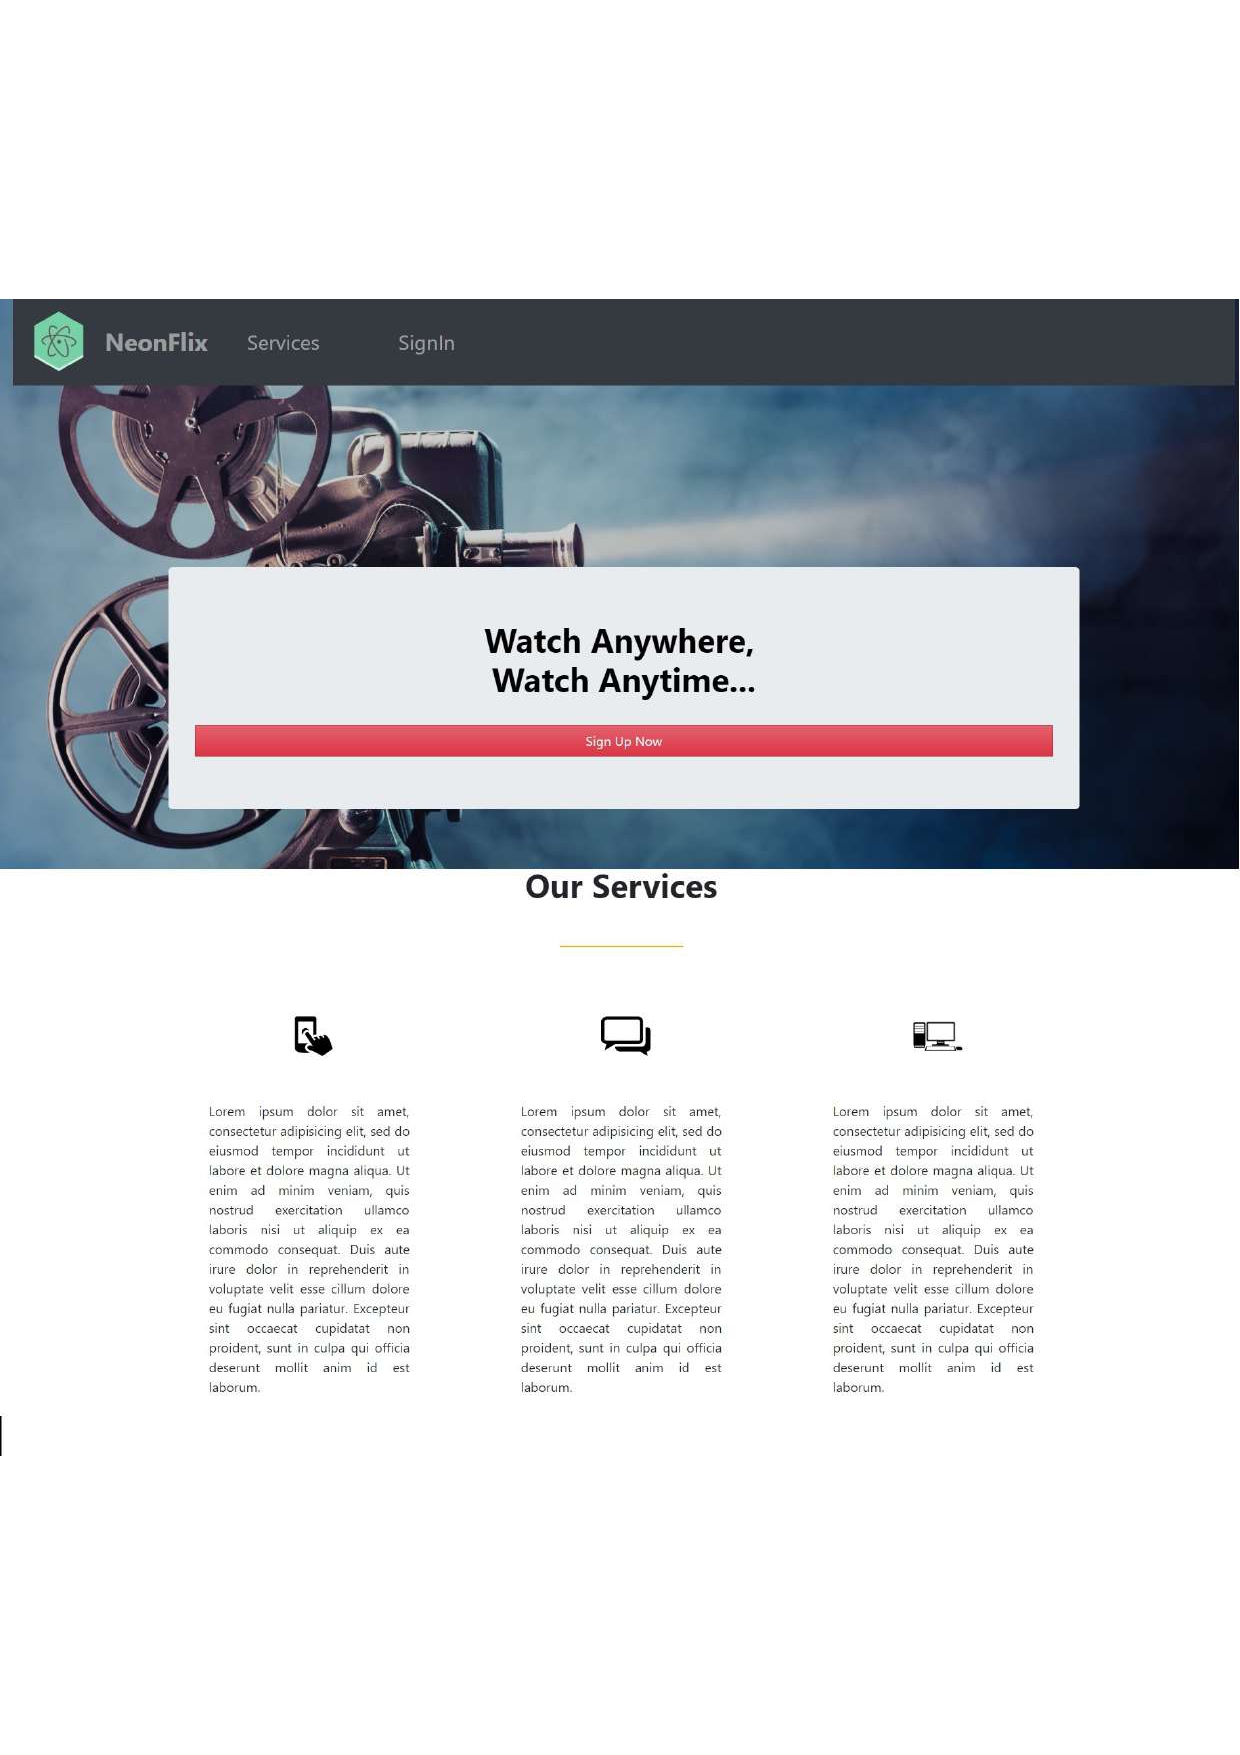 NeonFlix Services SignIn
Watch Anywhere,
Watch Anytime...
Sign Up Now
Our Services
Lorem ipsum dolor sit amet,
consectetur adipisicing elit, sed do
eiusmod tempor incididunt ut
labore et dolore magna aliqua. Ut
enim ad minim veniam, quis
nostrud exercitation ullamco
laboris nisi ut aliquip ex ea
commodo consequat. Duis aute
irure dolor in reprehenderit in
voluptate velit esse cillum dolore
eu fugiat nulla pariatur. Excepteur
sint occaecat cupidatat non
proident, sunt in culpa qui officia
deserunt mollit anim id est
laborum.
Lorem ipsum dolor sit amet,
consectetur adipisicing elit, sed do
eiusmod tempor incididunt ut
labore et dolore magna aliqua. Ut
enim ad minim veniam, quis
nostrud exercitation ullamco
laboris nisi ut aliquip ex ea
commodo consequat. Duis aute
irure dolor in reprehenderit in
voluptate velit esse cillum dolore
eu fugiat nulla pariatur. Excepteur
sint occaecat cupidatat non
proident, sunt in culpa qui officia
deserunt mollit anim id est
laborum.
Lorem ipsum dolor sit amet,
consectetur adipisicing elit, sed do
eiusmod tempor incididunt ut
labore et dolore magna aliqua. Ut
enim ad minim veniam, quis
nostrud exercitation ullamco
laboris nisi ut aliquip ex ea
commodo consequat. Duis aute
irure dolor in reprehenderit in
voluptate velit esse cillum dolore
eu fugiat nulla pariatur. Excepteur
sint occaecat cupidatat non
proident, sunt in culpa qui officia
deserunt mollit anim id est
laborum.